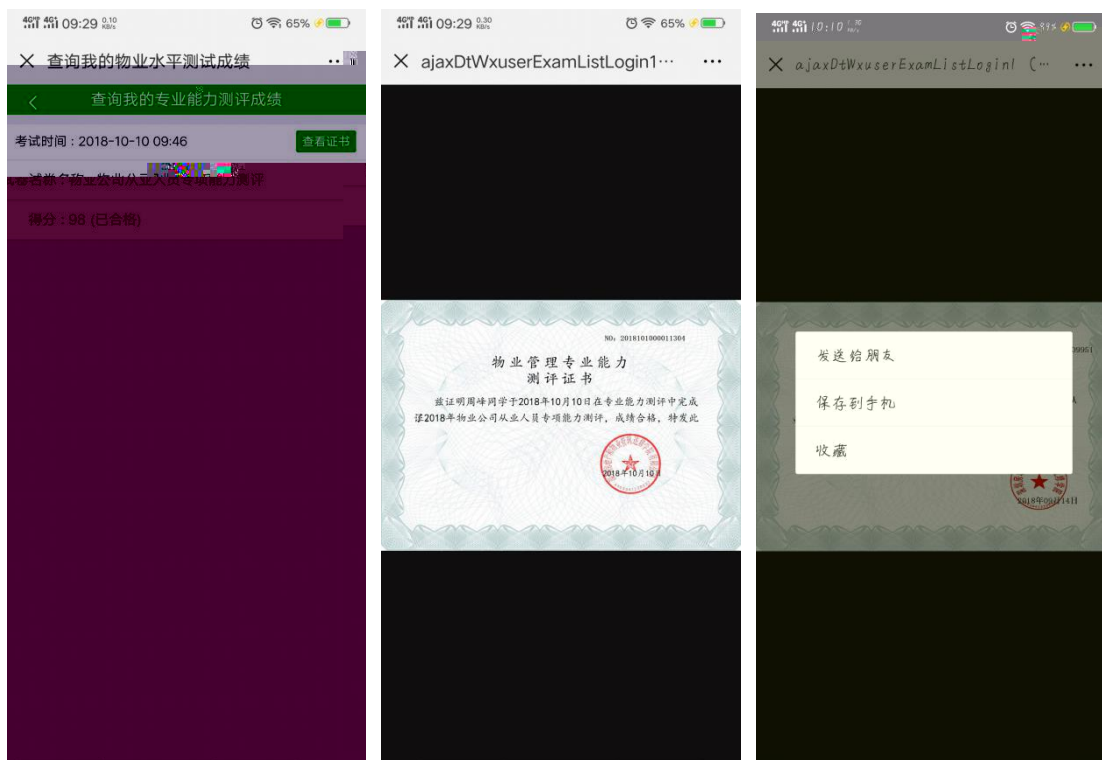 09:29 0.10 KB/s 65%
查询我的物业水平测试成绩
查询我的专业能力测评成绩
考试时间：2018-10-10 09:46
查看证书
得分：98 (已合格)
09:29 0.30 KB/s 65%
ajaxDtWxuserExamListLogin1…
NO: 2018101000011304
物业管理专业能力
测评证书
兹证明周峰同学于2018年10月10日在专业能力测评中完成
2018年物业公司从业人员专项能力测评，成绩合格，特发此
2018年10月10日
10:10 89%
ajaxDtWxuserExamListLoginl (…
发送给朋友
保存到手机
收藏
2018年09月14日